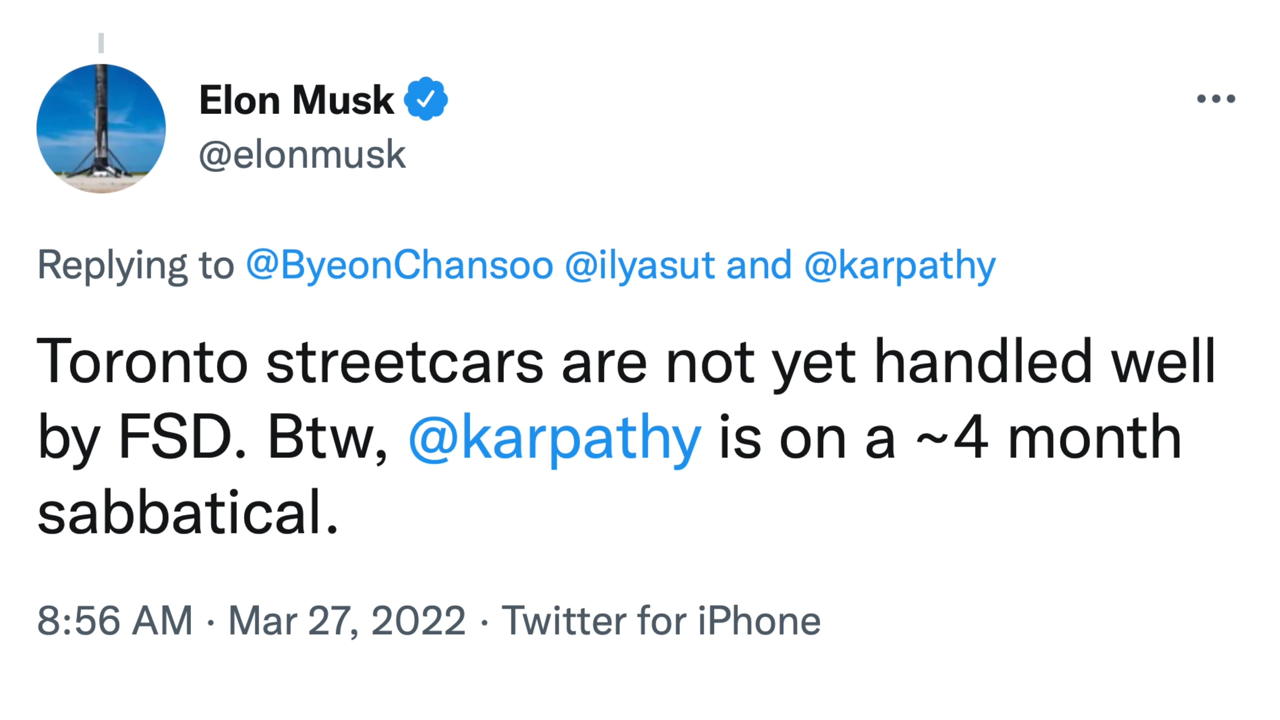 Elon Musk
@elonmusk
Replying to @ByeonChansoo @ilyasut and @karpathy
Toronto streetcars are not yet handled well
by FSD. Btw, @karpathy is on a ~4 month
sabbatical.
8:56 AM · Mar 27, 2022 · Twitter for iPhone